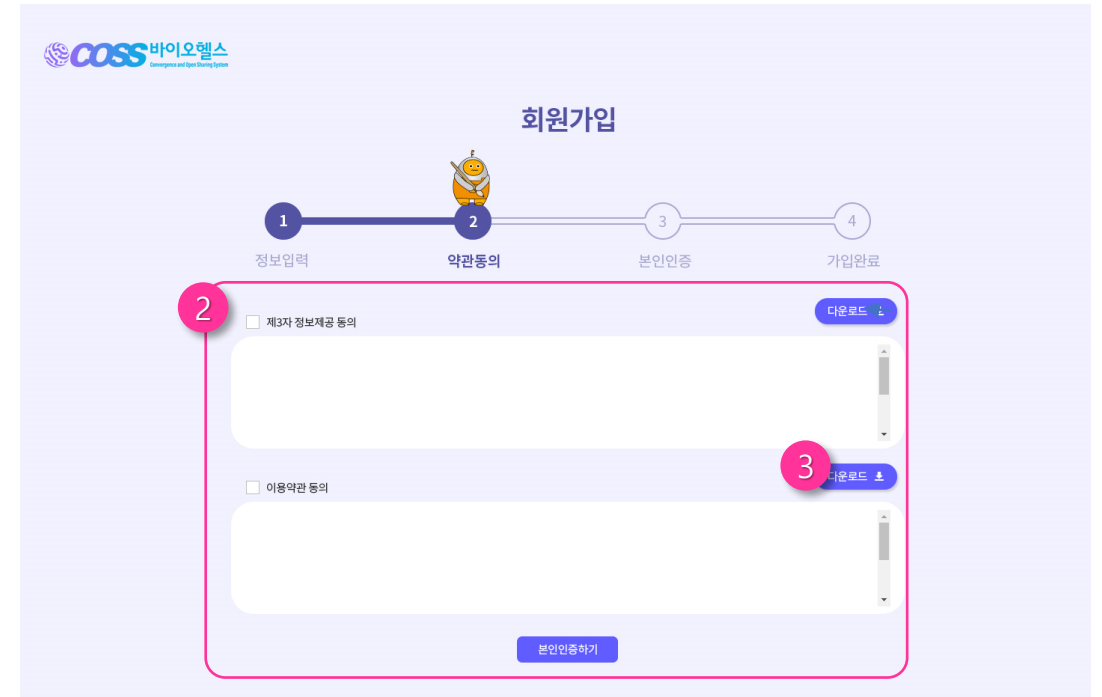 COSS 바이오헬스
Convergence and Open Sharing System
회원가입
1 2 3 4
정보입력 약관동의 본인인증 가입완료
2
제3자 정보제공 동의 다운로드
3
이용약관 동의 다운로드
본인인증하기